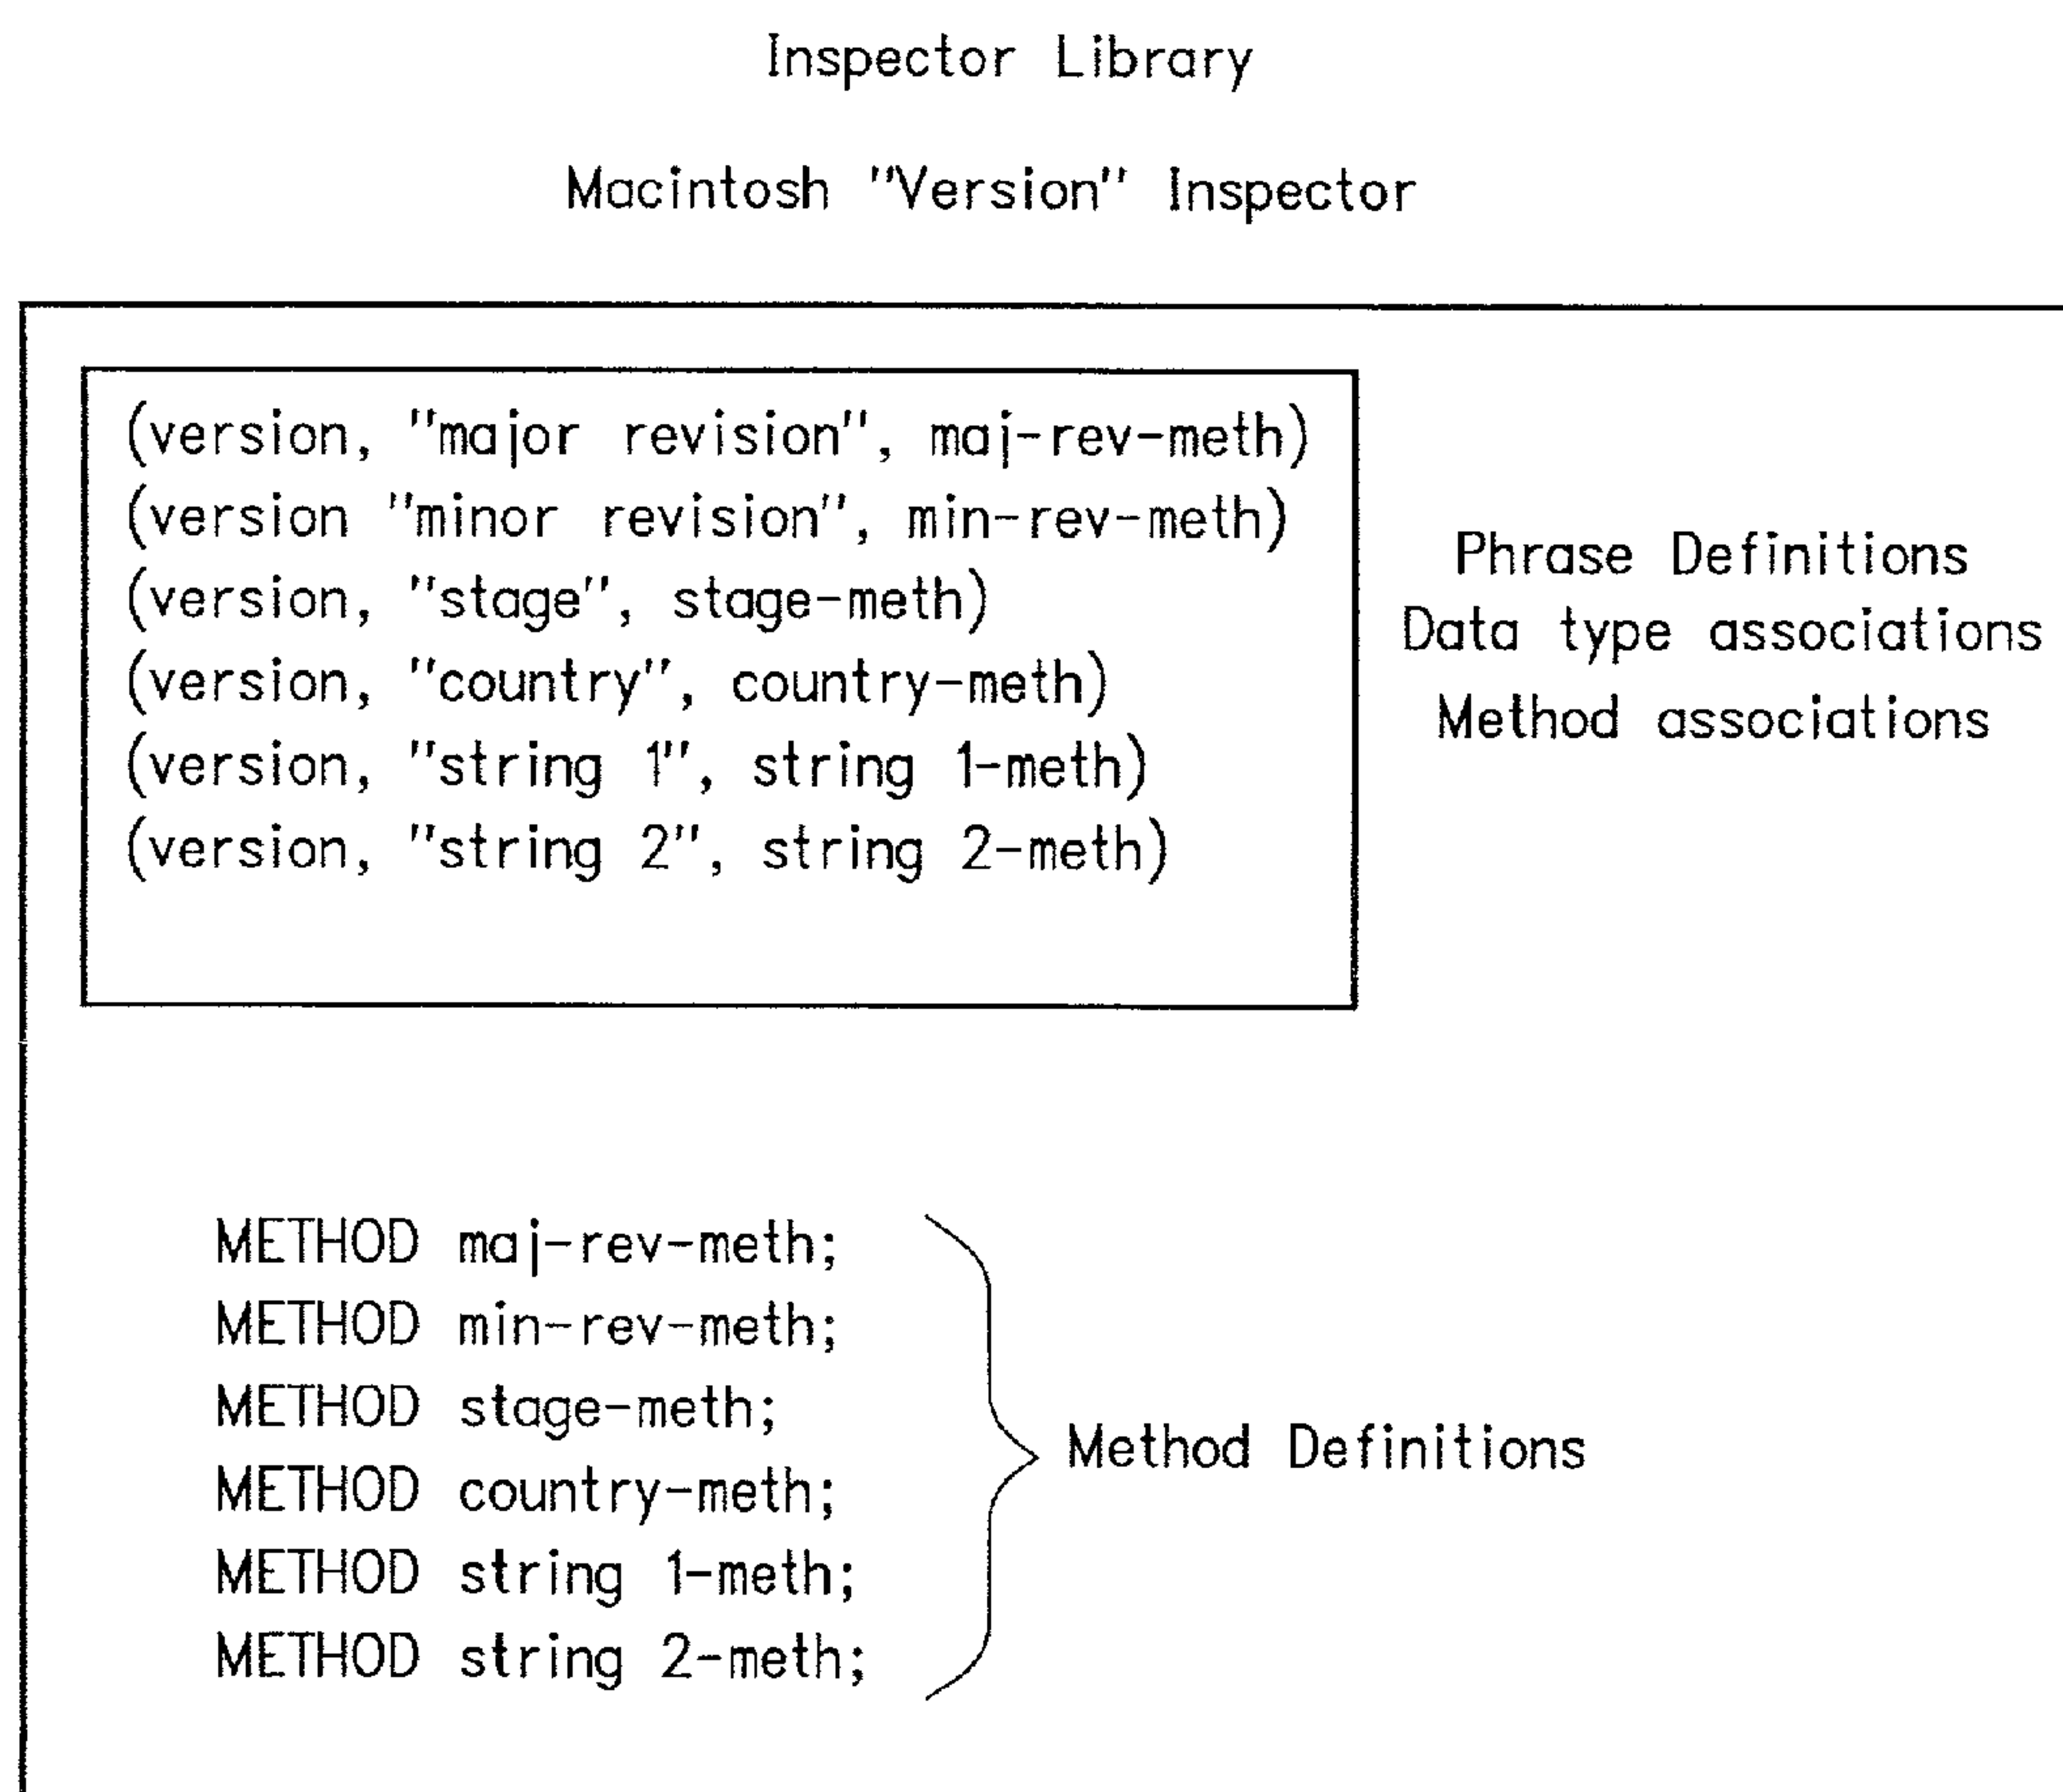 Inspector Library
Macintosh "Version" Inspector
(version, "major revision", maj-rev-meth)
(version "minor revision", min-rev-meth)
(version, "stage", stage-meth)
(version, "country", country-meth)
(version, "string 1", string 1-meth)
(version, "string 2", string 2-meth)
Phrase Definitions
Data type associations
Method associations
METHOD maj-rev-meth;
METHOD min-rev-meth;
METHOD stage-meth;
METHOD country-meth;
METHOD string 1-meth;
METHOD string 2-meth;
Method Definitions